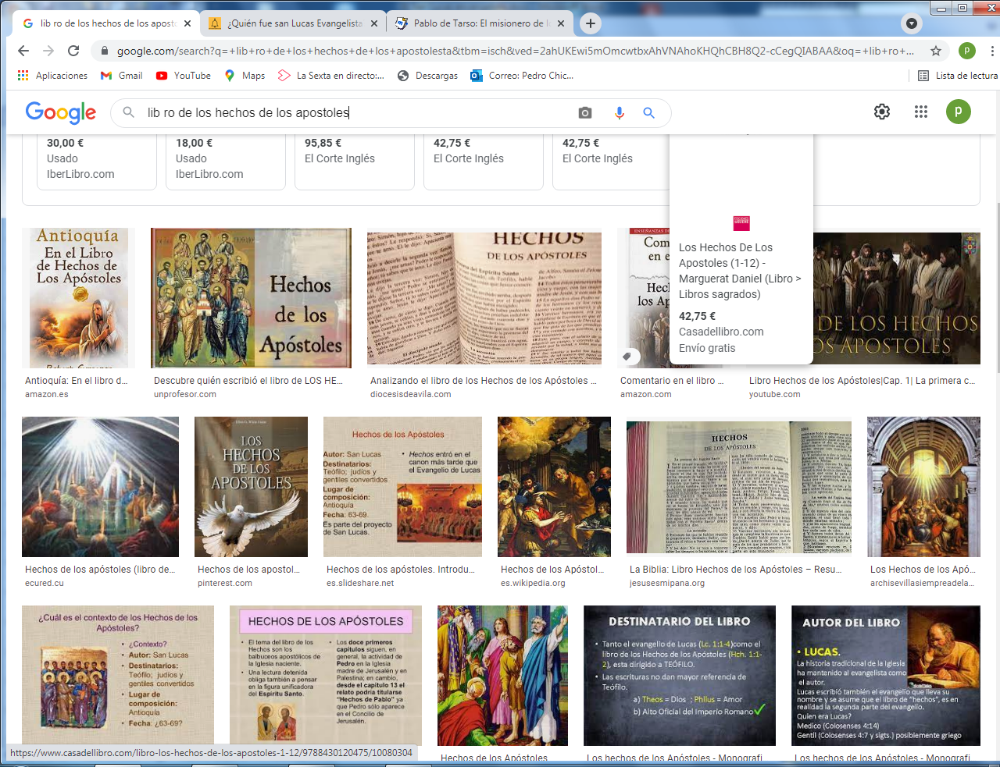 lib ro de los hechos de los apost
¿Quién fue san Lucas Evangelista
Pablo de Tarso: El misionero de l
google.com/search?q=+lib+ro+de+los+hechos+de+los+apostolesta&tbm=isch&ved=2ahUKEwi5mOmcwtbxAhVNAhoKHQhCBH8Q2-cCegQIABAA&oq=+lib+ro+...
p
Aplicaciones
Gmail
YouTube
Maps
La Sexta en directo:...
Descargas
Correo: Pedro Chic...
Lista de lectura
Google
lib ro de los hechos de los apostoles
p
30,00 €
Usado
IberLibro.com
18,00 €
Usado
IberLibro.com
95,85 €
El Corte Inglés
42,75 €
El Corte Inglés
42,75 €
El Corte Inglés
Los Hechos De Los
Apostoles (1-12) -
Marguerat Daniel (Libro >
Libros sagrados)
42,75 €
Casadellibro.com
Envío gratis
Antioquía
En el Libro
de Hechos de
Los Apóstoles
Hechos
de los
Apóstoles
HECHOS
DE LOS APÓSTOLES
DE LOS HECHOS
OS APOSTOLES
Antioquía: En el libro d...
amazon.es
Descubre quién escribió el libro de LOS HE...
unprofesor.com
Analizando el libro de los Hechos de los Apóstoles ...
diocesisdeavila.com
Comentario en el libro ...
amazon.com
Libro Hechos de los Apóstoles|Cap. 1| La primera c...
youtube.com
LOS
HECHOS
DE LOS
APOSTOLES
Hechos de los Apóstoles
Autor: San Lucas
Destinatarios:
Teófilo; judíos y
gentiles convertidos
Lugar de
composición:
Antioquía
Fecha: 63-69.
Es parte del proyecto
de San Lucas.
• Hechos entró en el
canon más tarde que
el Evangelio de Lucas
HECHOS
DE LOS APÓSTOLES
Hechos de los apóstoles (libro de...
ecured.cu
Hechos de los apostol...
pinterest.com
Hechos de los apóstoles. Introdu...
es.slideshare.net
Hechos de los Apóstol...
es.wikipedia.org
La Biblia: Libro Hechos de los Apóstoles – Resu...
jesusesmipana.org
Los Hechos de los Apó...
archisevillasiempreadela...
¿Cuál es el contexto de los Hechos de los
Apóstoles?
• ¿Contexto?
• Autor: San Lucas
• Destinatarios:
Teófilo; judíos y
gentiles convertidos
• Lugar de
composición:
Antioquía
• Fecha: ¿63-69?
HECHOS DE LOS APÓSTOLES
• El tema del libro de los
Hechos son los
balbuceos apostólicos de
la Iglesia naciente.
• Una lectura detenida
obliga también a pensar
en la figura unificadora
del Espíritu Santo.
• Los doce primeros
capítulos siguen, en
general, la actividad de
Pedro en la Iglesia
madre de Jerusalén y en
Palestina; en cambio,
desde el capítulo 13 el
relato podría titularse
"Hechos de Pablo" ya
que Pedro sólo aparece
en el Concilio de
Jerusalén.
DESTINATARIO DEL LIBRO
• Tanto el evangelio de Lucas (Lc. 1:1-4)como el
libro de los Hechos de los Apóstoles (Hch. 1:1-
2), esta dirigido a TEÓFILO.
• Las escrituras no dan mayor referencia de
Teófilo.
a) Theos = Dios ; Philus = Amor
b) Alto Oficial del Imperio Romano
AUTOR DEL LIBRO
• LUCAS.
La historia tradicional de la Iglesia
ha mantenido al evangelista como
el autor.
Lucas escribió también el evangelio que lleva su
nombre y se asume que el libro de "hechos", es en
realidad la segunda parte del evangelio.
Quien era Lucas?
Medico (Colosenses 4:14)
Gentil (Colosenses 4:7 y sigts.) posiblemente griego
Hechos de los Apóstoles
Los hechos de los Apóstoles - Monografi
Los hechos de los Apóstoles - Monografi
https://www.casadellibro.com/libro-los-hechos-de-los-apostoles-1-12/9788430120475/10080304